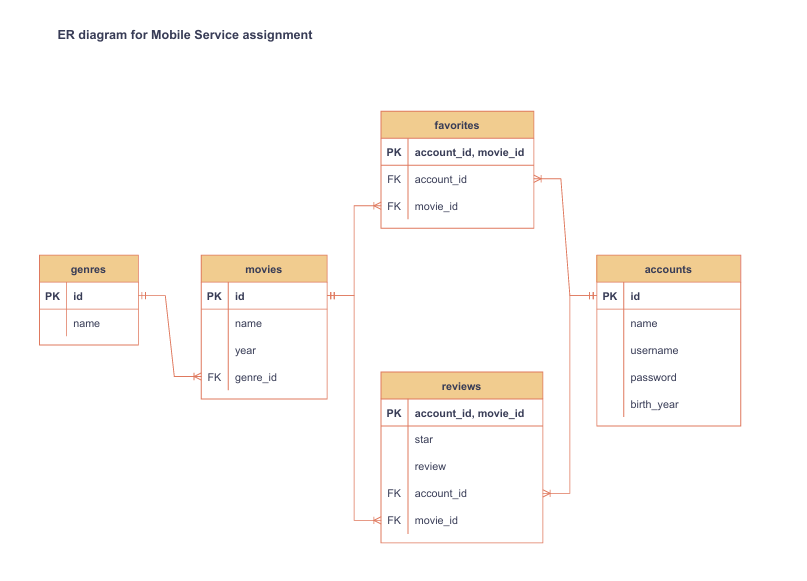 ER diagram for Mobile Service assignment
favorites
PK account_id, movie_id
FK account_id
FK movie_id
genres
PK id
name
movies
PK id
name
year
FK genre_id
accounts
PK id
name
username
password
birth_year
reviews
PK account_id, movie_id
star
review
FK account_id
FK movie_id